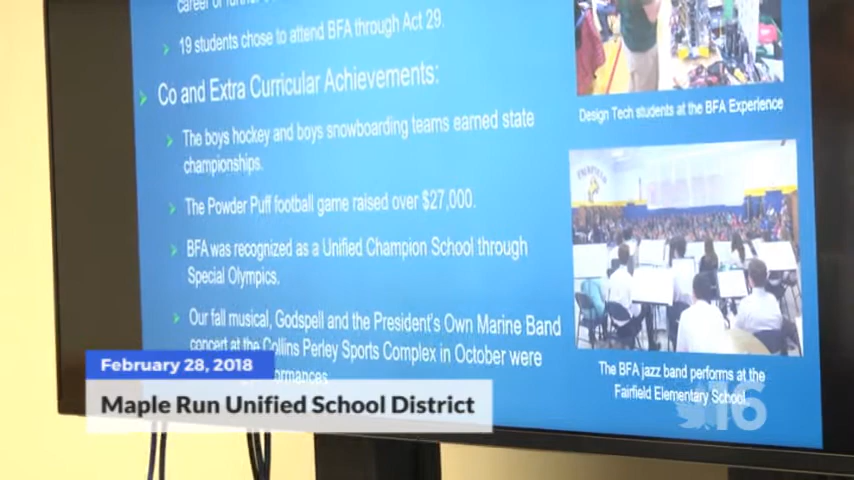 career or further
19 students chose to attend BFA through Act 29.
Co and Extra Curricular Achievements:
The boys hockey and boys snowboarding teams earned state
championships.
The Powder Puff football game raised over $27,000.
BFA was recognized as a Unified Champion School through
Special Olympics.
Our fall musical, Godspell and the President's Own Marine Band
concert at the Collins Perley Sports Complex in October were
Design Tech students at the BFA Experience
FAIRFIELD
The BFA jazz band performs at the
Fairfield Elementary School.
February 28, 2018
Maple Run Unified School District
16